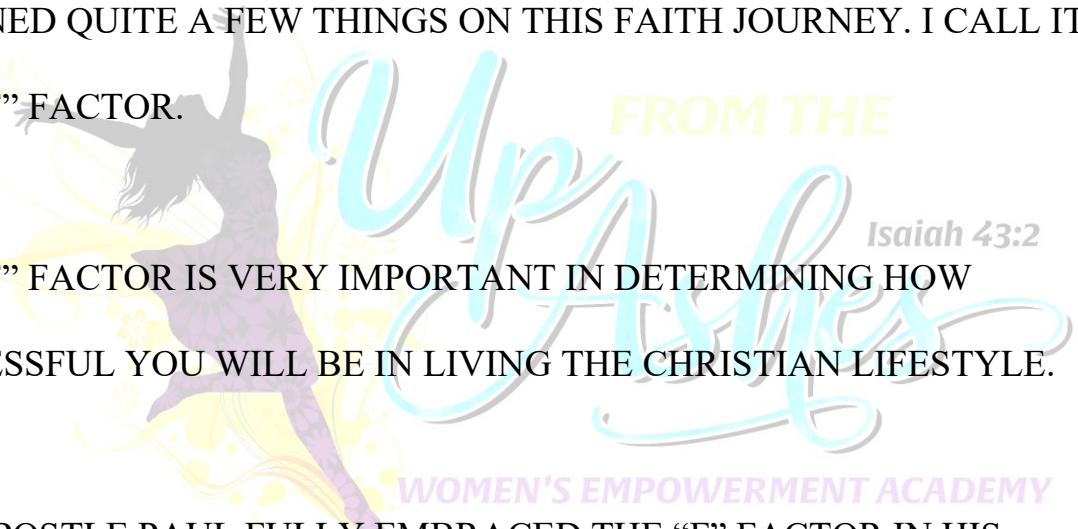 NED QUITE A FEW THINGS ON THIS FAITH JOURNEY. I CALL IT
” FACTOR.
FROM THE
Up
Ashes
Isaiah 43:2
” FACTOR IS VERY IMPORTANT IN DETERMINING HOW
ESSFUL YOU WILL BE IN LIVING THE CHRISTIAN LIFESTYLE.
WOMEN’S EMPOWERMENT ACADEMY
POSTLE PAUL FULLY EMBRACED THE “F” FACTOR IN HIS